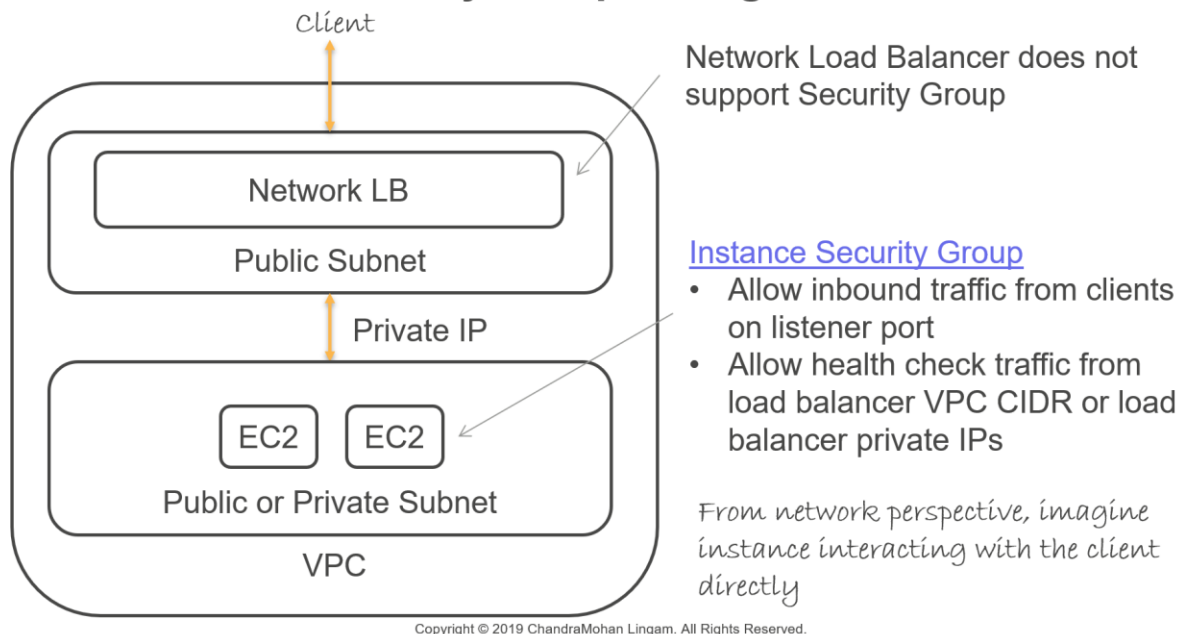 Client
Network LB
Public Subnet
Private IP
EC2
EC2
Public or Private Subnet
VPC
Network Load Balancer does not
support Security Group
Instance Security Group
• Allow inbound traffic from clients
on listener port
• Allow health check traffic from
load balancer VPC CIDR or load
balancer private IPs
From network perspective, imagine
instance interacting with the client
directly
Copyright © 2019 ChandraMohan Lingam. All Rights Reserved.